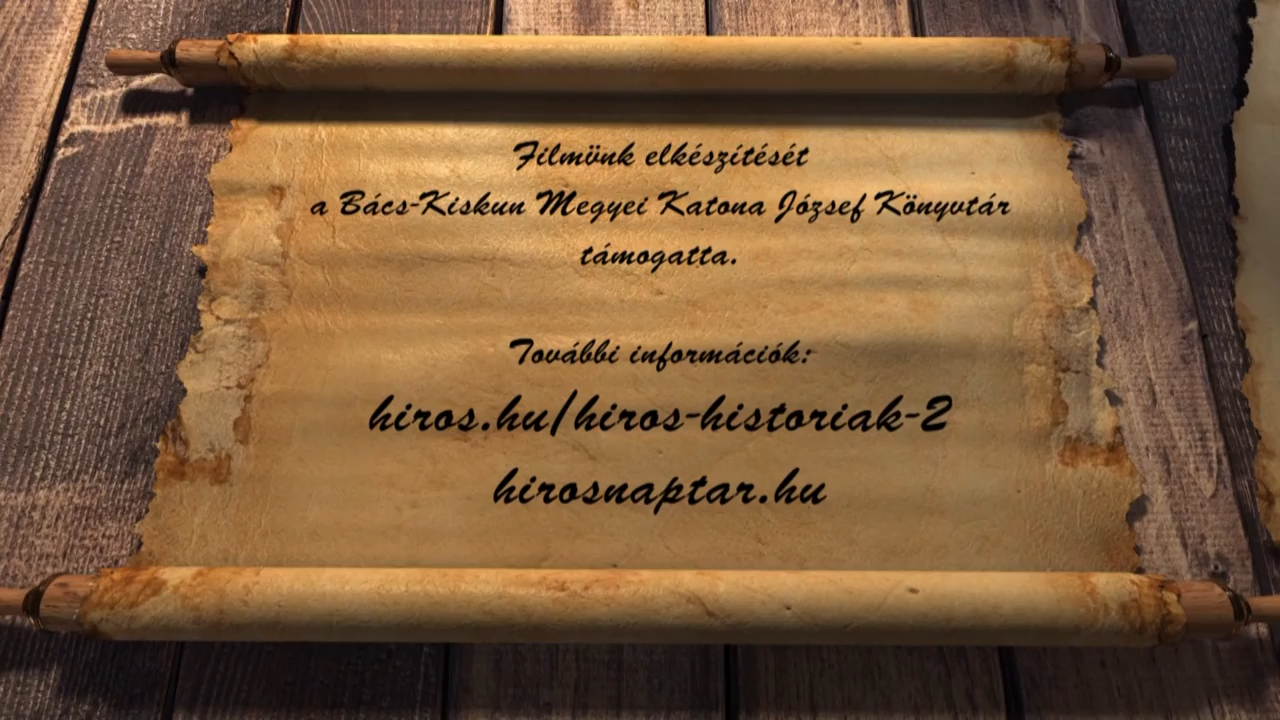 Filmünk elkészítését
a Bács-Kiskun Megyei Katona József Könyvtár
támogatta.
További információk:
hiros.hu/hiros-historiak-2
hirosnaptar.hu